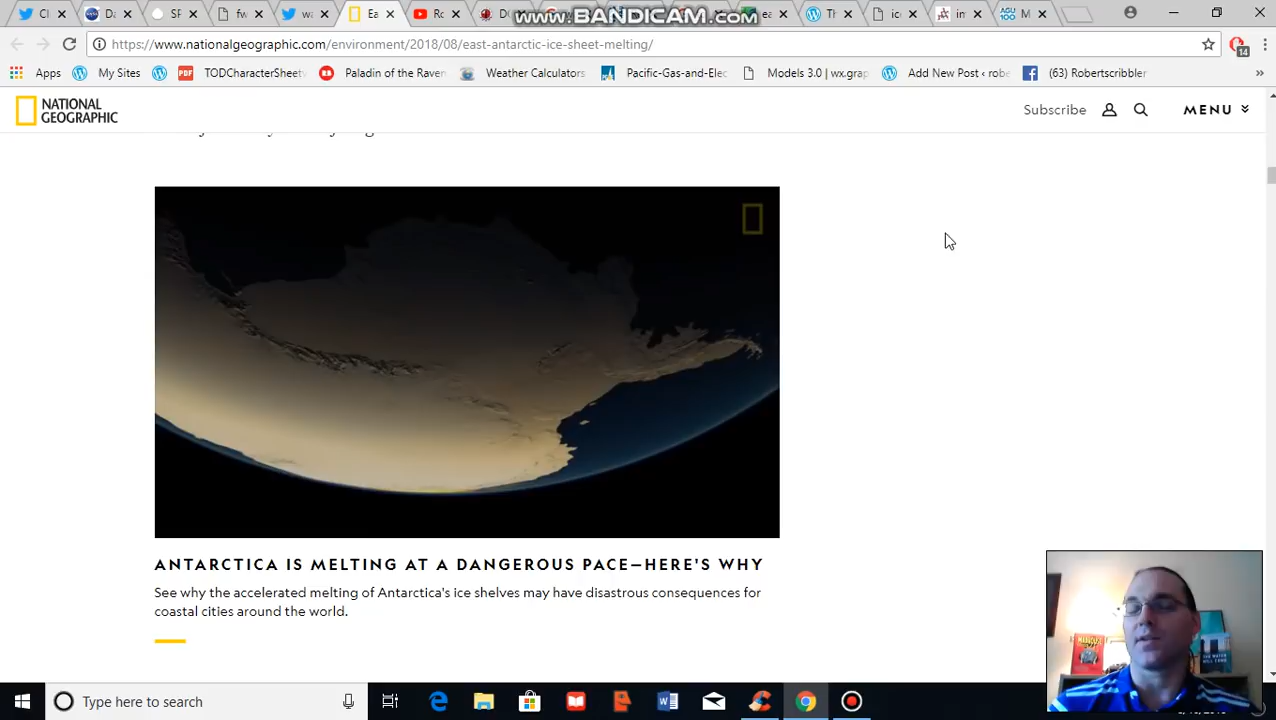 www.BANDICAM.com
https://www.nationalgeographic.com/environment/2018/08/east-antarctic-ice-sheet-melting/
14
Apps My Sites PDF TODCharacterSheet Paladin of the Raven Weather Calculators Pacific-Gas-and-Elec Models 3.0 | wx.grap Add New Post ‹ robe (63) Robertscribbler »
NATIONAL
GEOGRAPHIC
Subscribe
MENU
ANTARCTICA IS MELTING AT A DANGEROUS PACE—HERE'S WHY
See why the accelerated melting of Antarctica's ice shelves may have disastrous consequences for
coastal cities around the world.
Type here to search